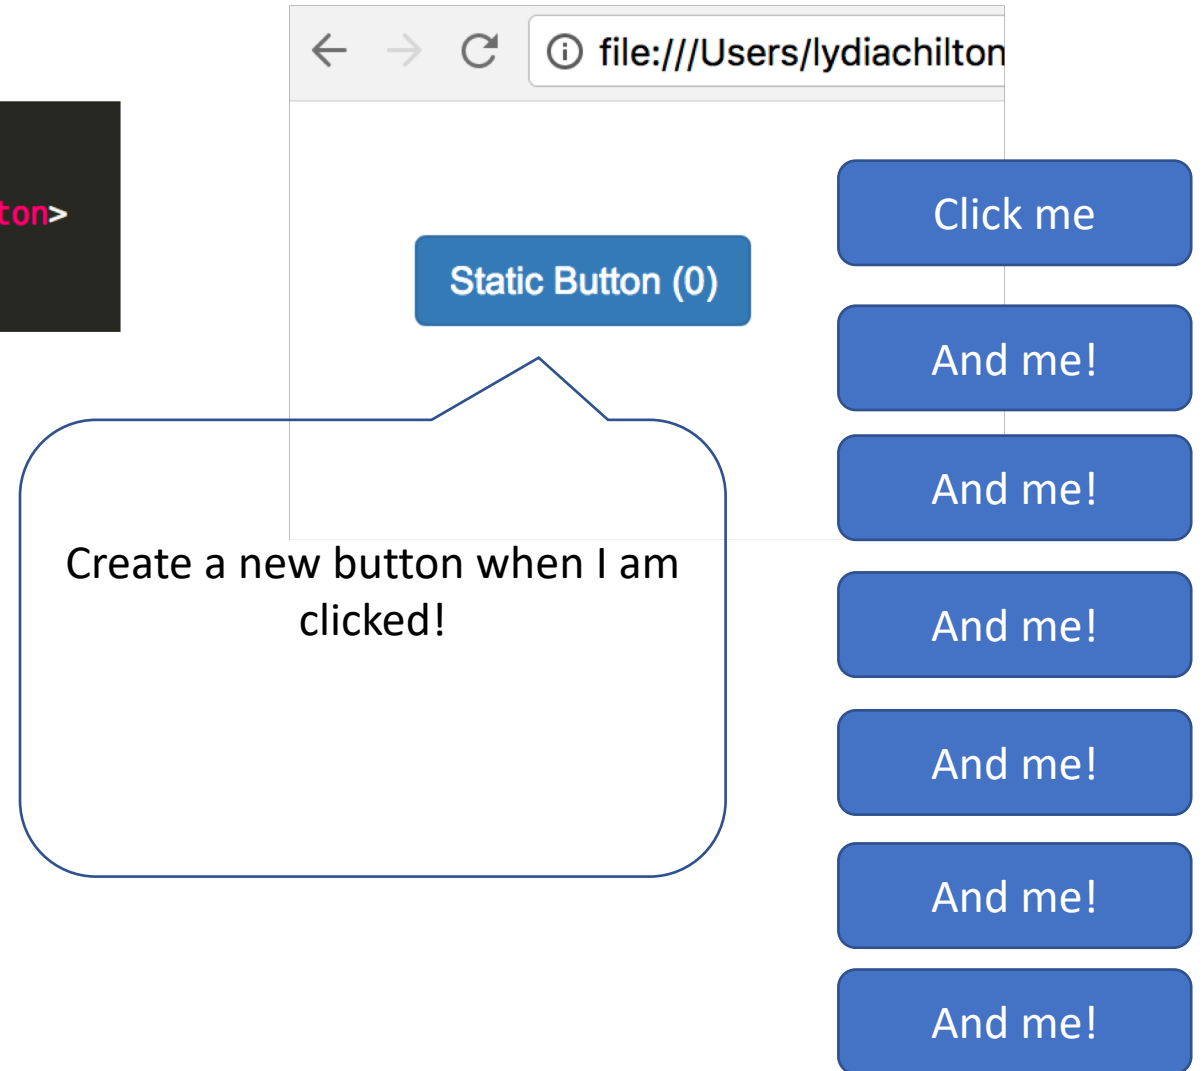 file:///Users/lydiachilton
ton>
Static Button (0)
Create a new button when I am
clicked!
Click me
And me!
And me!
And me!
And me!
And me!
And me!